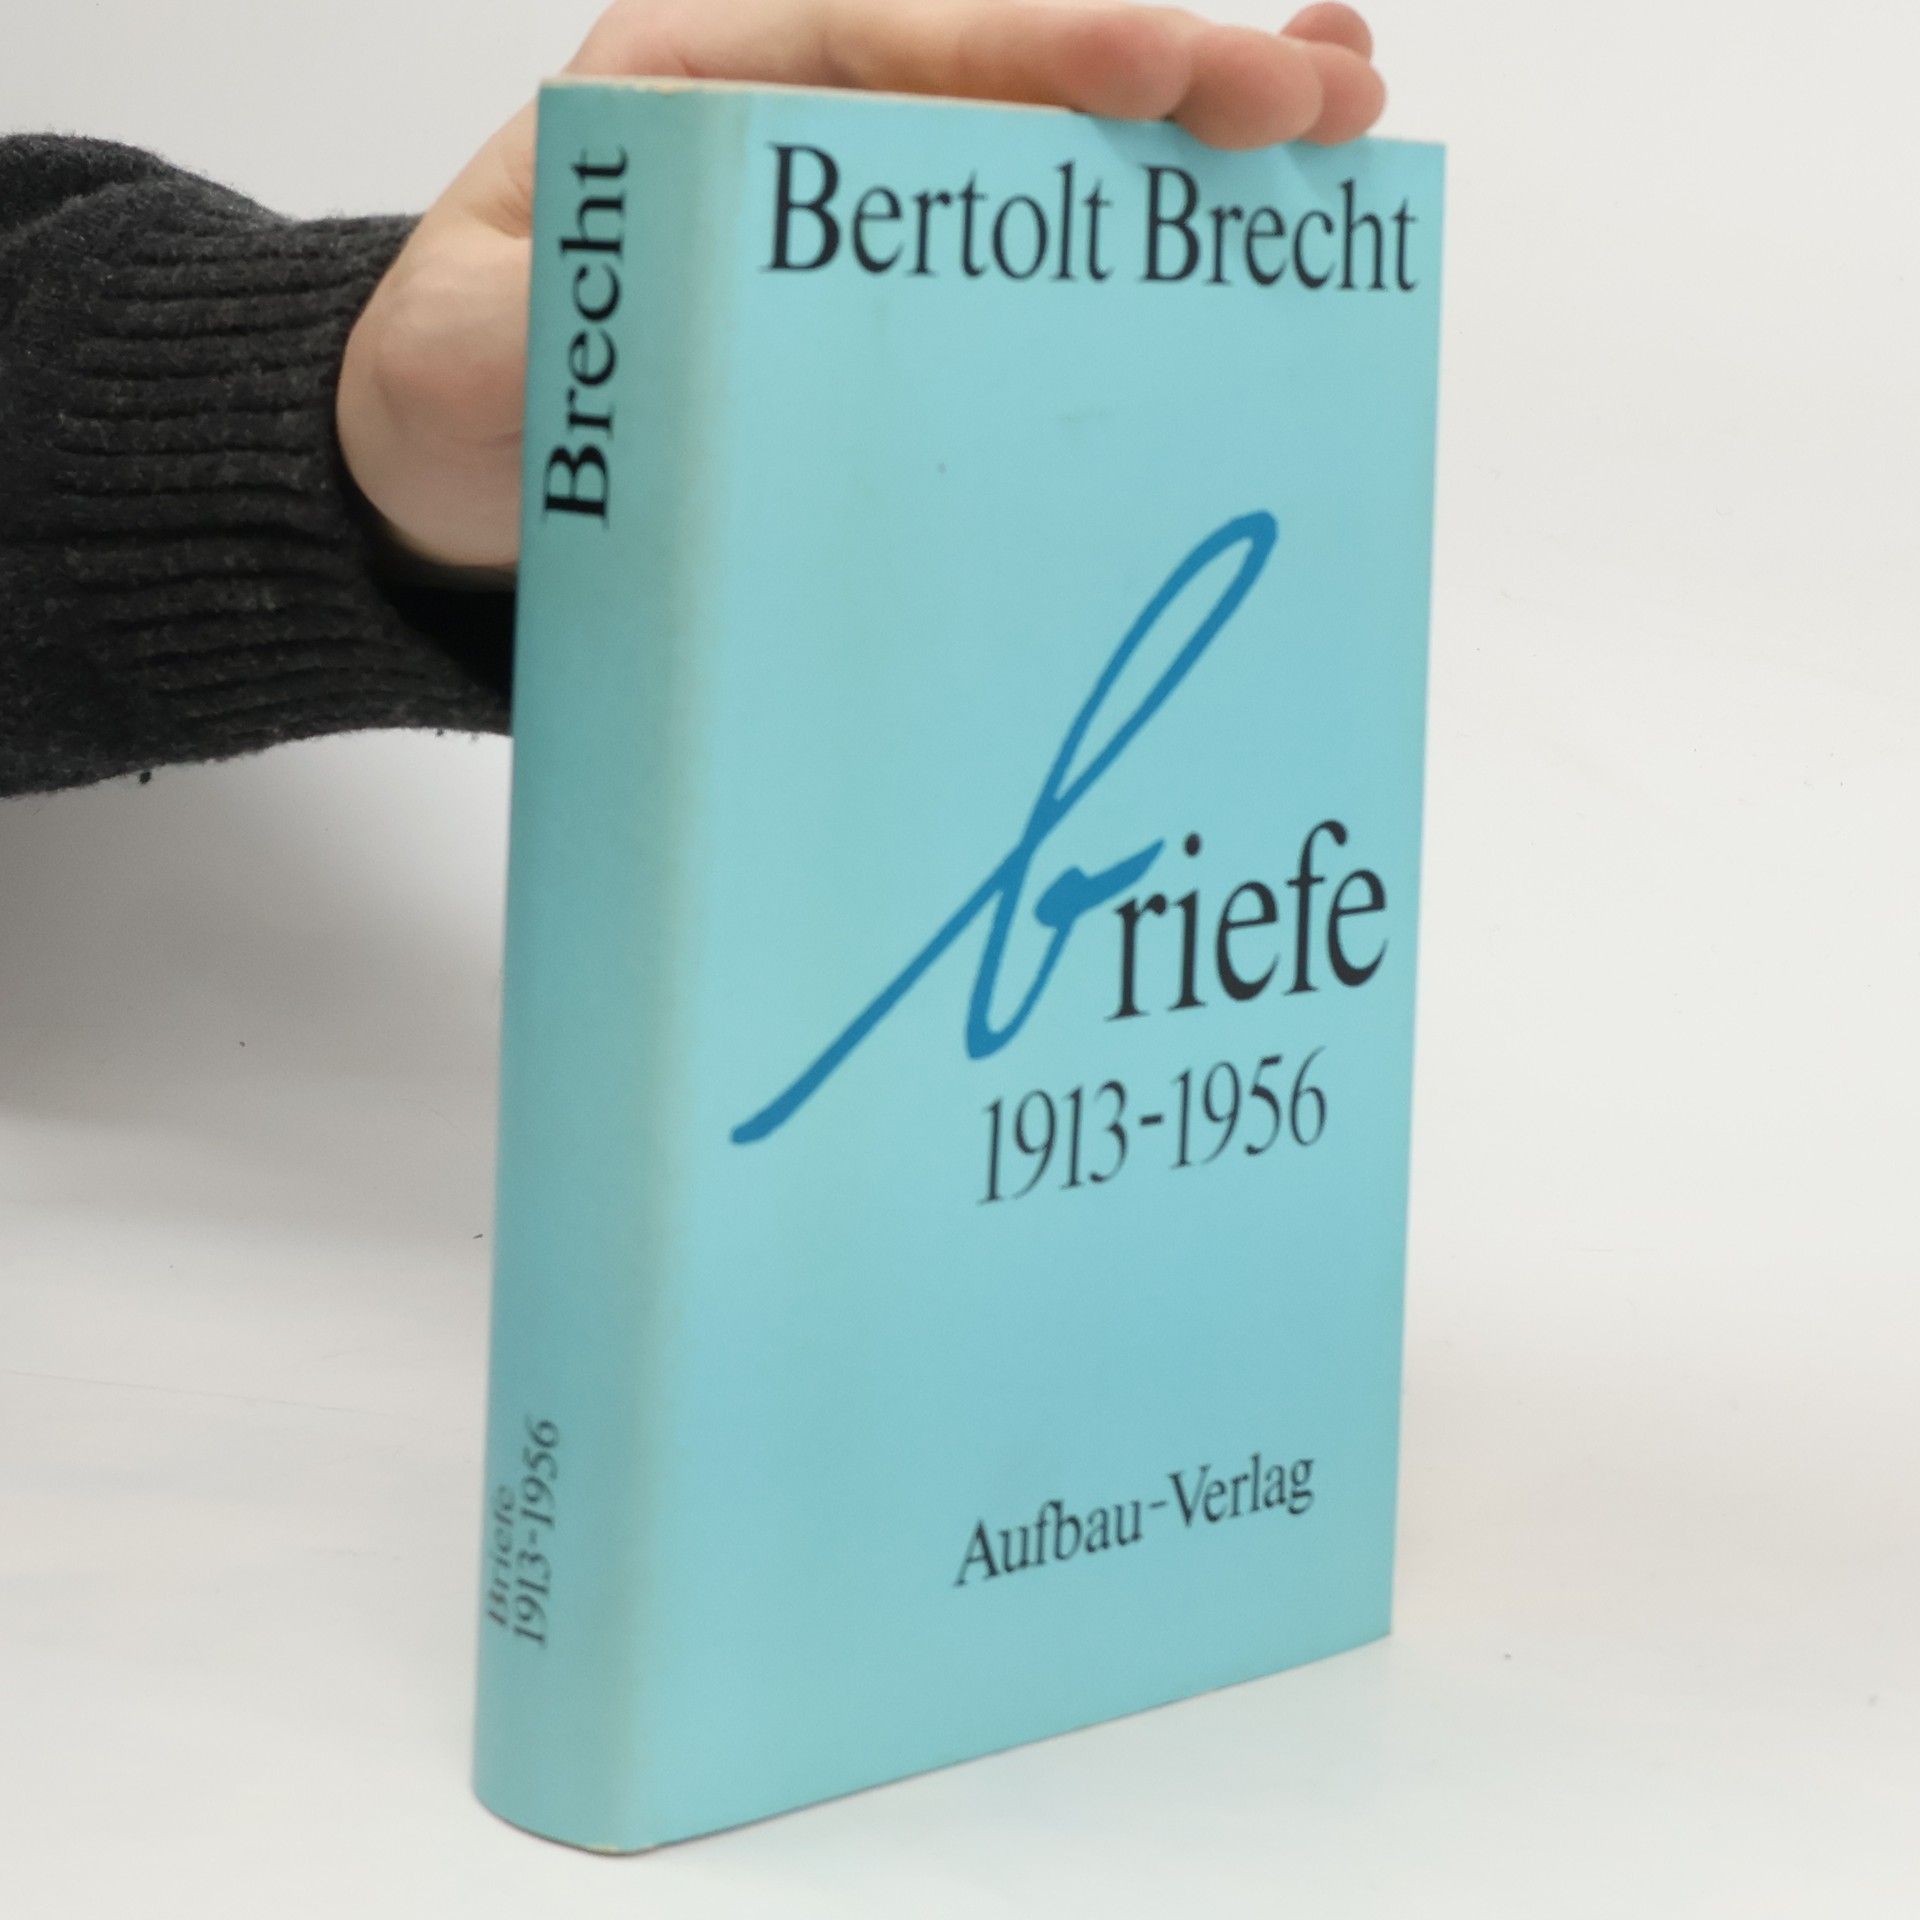 Brecht
Briefe
1913-1956
Bertolt Brecht
briefe
1913-1956
Aufbau-Verlag